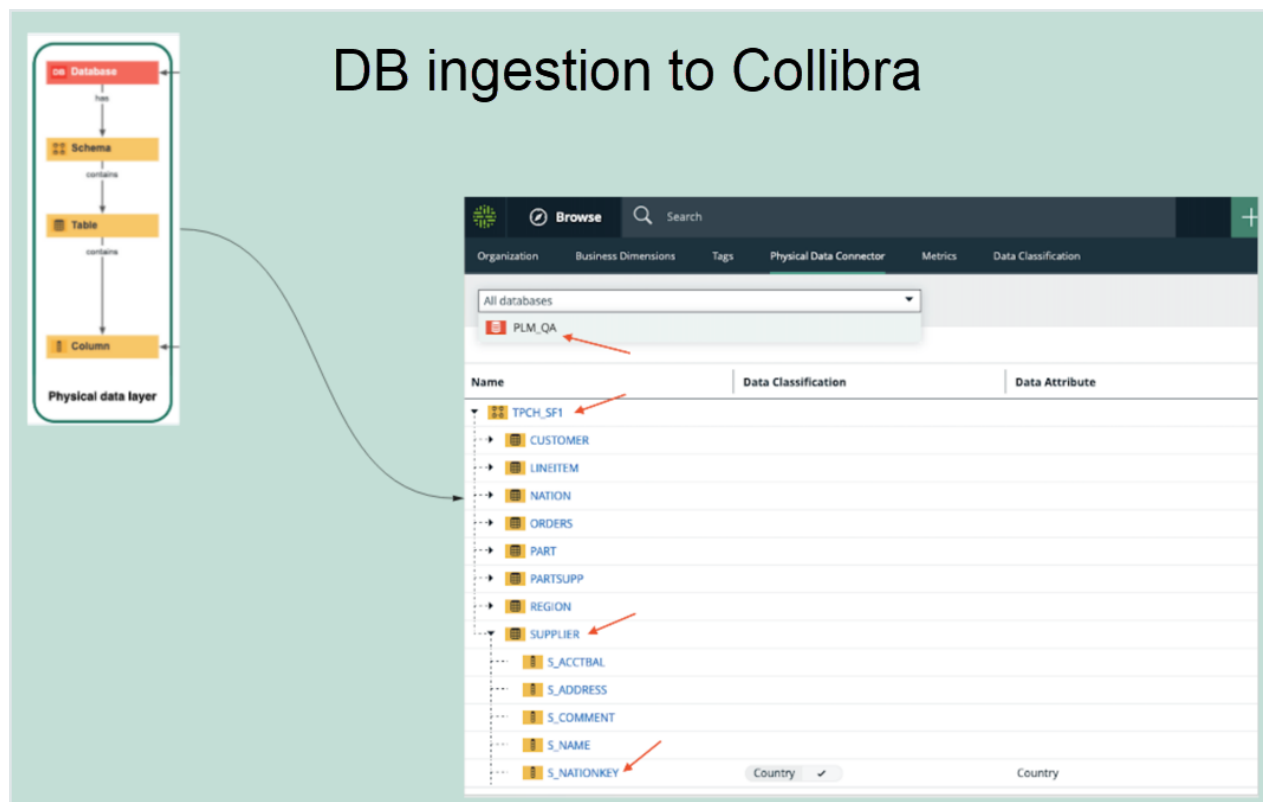 DB ingestion to Collibra
DB Database
has
Schema
contains
Table
contains
Column
Physical data layer
Browse Search
Organization Business Dimensions Tags Physical Data Connector Metrics Data Classification
All databases
PLM_QA
Name Data Classification Data Attribute
TPCH_SF1
CUSTOMER
LINEITEM
NATION
ORDERS
PART
PARTSUPP
REGION
SUPPLIER
S_ACCTBAL
S_ADDRESS
S_COMMENT
S_NAME
S_NATIONKEY Country Country